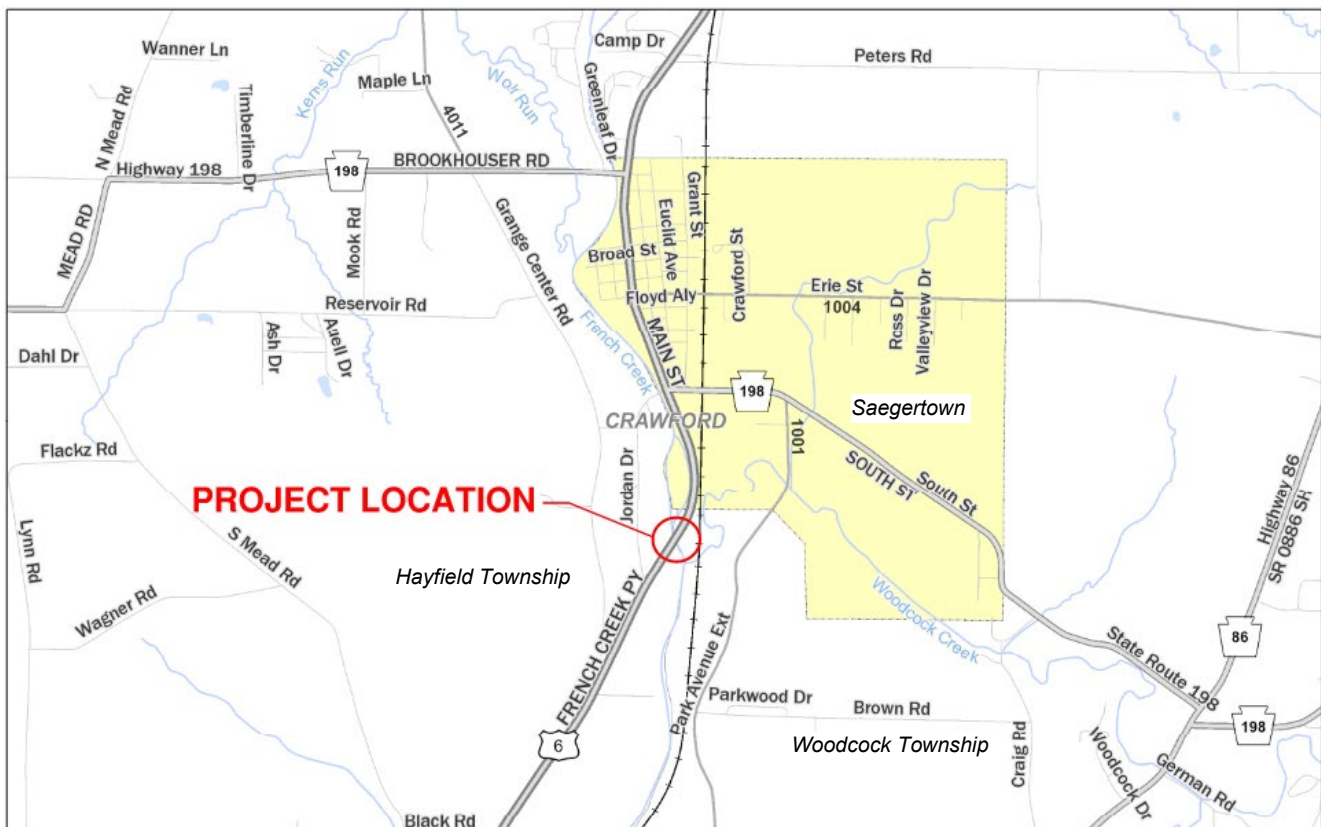 Wanner Ln
Camp Dr
Peters Rd
Kerns Run
Maple Ln
Wolf Run
Greenleaf Dr
N Mead Rd
Timberline Dr
4011
Highway 198
198
BROOKHOUSER RD
MEAD RD
Mook Rd
Grange Center Rd
Euclid Ave
Grant St
Broad St
Crawford St
Floyd Aly
Erie St
1004
Ross Dr
Valleyview Dr
Reservoir Rd
Ash Dr
Auell Dr
Dahl Dr
French Creek
MAIN ST
198
Saegertown
CRAWFORD
1001
SOUTH ST
South St
Flackz Rd
Jordan Dr
PROJECT LOCATION
Highway 86
SR 0886 SH
Lynn Rd
S Mead Rd
Hayfield Township
Wagner Rd
FRENCH CREEK PY
Woodcock Creek
86
State Route 198
Park Avenue Ext
Parkwood Dr
Brown Rd
6
Woodcock Township
Craig Rd
Woodcock Dr
198
German Rd
Black Rd